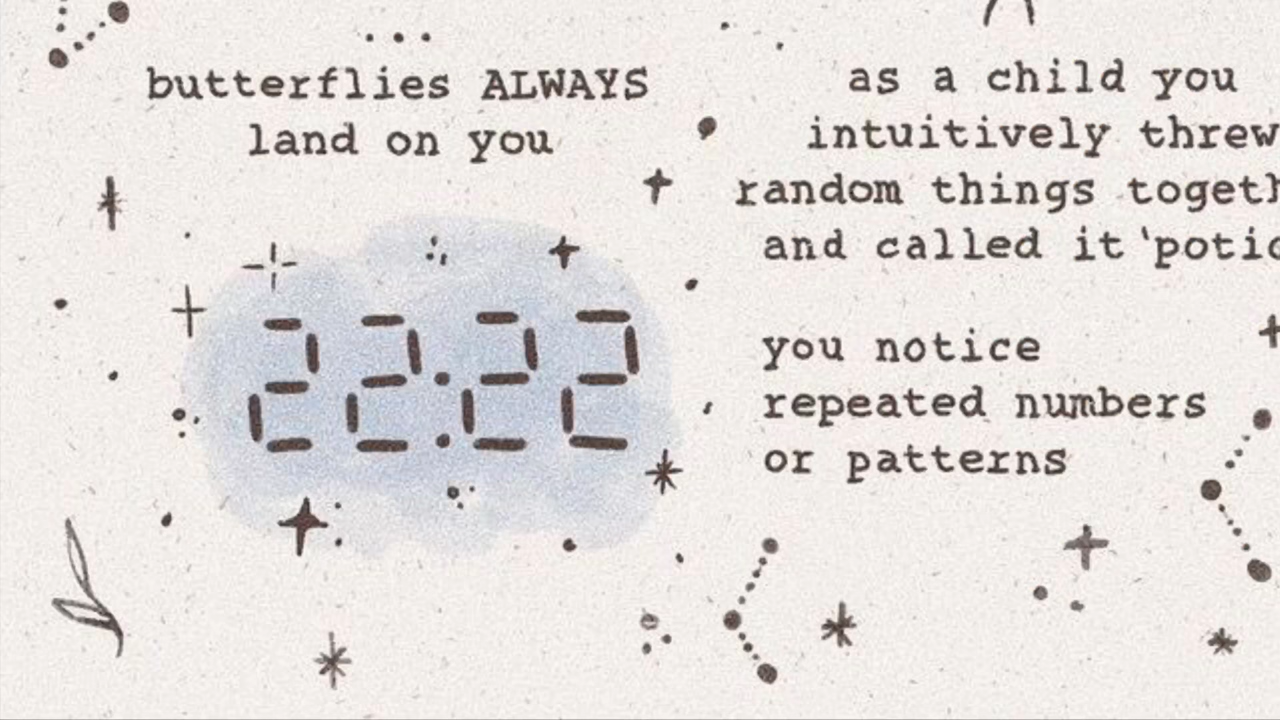 butterflies ALWAYS
land on you
22:22
as a child you
intuitively threw
random things
and called it
you notice
repeated numbers
or patterns